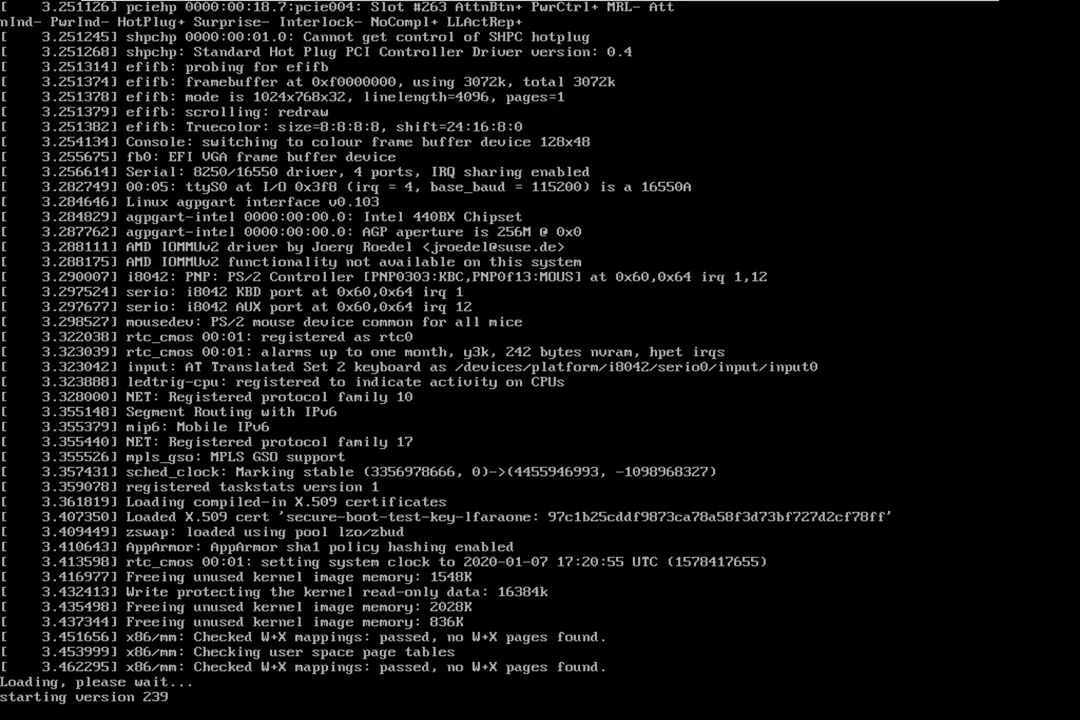 [    3.251126] pciehp 0000:00:18.7:pcie004: Slot #263 AttnBtn+ PwrCtrl+ MRL- Att
nInd- PwrInd- HotPlug+ Surprise- Interlock- NoCompl+ LLActRep+
[    3.251245] shpchp 0000:00:01.0: Cannot get control of SHPC hotplug
[    3.251268] shpchp: Standard Hot Plug PCI Controller Driver version: 0.4
[    3.251314] efifb: probing for efifb
[    3.251374] efifb: framebuffer at 0xf0000000, using 3072k, total 3072k
[    3.251378] efifb: mode is 1024x768x32, linelength=4096, pages=1
[    3.251379] efifb: scrolling: redraw
[    3.251382] efifb: Truecolor: size=8:8:8:8, shift=24:16:8:0
[    3.254134] Console: switching to colour frame buffer device 128x48
[    3.255675] fb0: EFI VGA frame buffer device
[    3.256614] Serial: 8250/16550 driver, 4 ports, IRQ sharing enabled
[    3.282749] 00:05: ttyS0 at I/O 0x3f8 (irq = 4, base_baud = 115200) is a 16550A
[    3.284646] Linux agpgart interface v0.103
[    3.284829] agpgart-intel 0000:00:00.0: Intel 440BX Chipset
[    3.287762] agpgart-intel 0000:00:00.0: AGP aperture is 256M @ 0x0
[    3.288111] AMD IOMMUv2 driver by Joerg Roedel <jroedel@suse.de>
[    3.288175] AMD IOMMUv2 functionality not available on this system
[    3.290007] i8042: PNP: PS/2 Controller [PNP0303:KBC,PNP0f13:MOUS] at 0x60,0x64 irq 1,12
[    3.297524] serio: i8042 KBD port at 0x60,0x64 irq 1
[    3.297677] serio: i8042 AUX port at 0x60,0x64 irq 12
[    3.298527] mousedev: PS/2 mouse device common for all mice
[    3.322038] rtc_cmos 00:01: registered as rtc0
[    3.323039] rtc_cmos 00:01: alarms up to one month, y3k, 242 bytes nvram, hpet irqs
[    3.323042] input: AT Translated Set 2 keyboard as /devices/platform/i8042/serio0/input/input0
[    3.323888] ledtrig-cpu: registered to indicate activity on CPUs
[    3.328000] NET: Registered protocol family 10
[    3.355148] Segment Routing with IPv6
[    3.355379] mip6: Mobile IPv6
[    3.355440] NET: Registered protocol family 17
[    3.355526] mpls_gso: MPLS GSO support
[    3.357431] sched_clock: Marking stable (3356978666, 0)->(4455946993, -1098968327)
[    3.359078] registered taskstats version 1
[    3.361819] Loading compiled-in X.509 certificates
[    3.407350] Loaded X.509 cert 'secure-boot-test-key-lfaraone: 97c1b25cddf9873ca78a58f3d73bf727d2cf78ff'
[    3.409449] zswap: loaded using pool lzo/zbud
[    3.410643] AppArmor: AppArmor sha1 policy hashing enabled
[    3.413598] rtc_cmos 00:01: setting system clock to 2020-01-07 17:20:55 UTC (1578417655)
[    3.416977] Freeing unused kernel image memory: 1548K
[    3.432413] Write protecting the kernel read-only data: 16384k
[    3.435498] Freeing unused kernel image memory: 2028K
[    3.437344] Freeing unused kernel image memory: 836K
[    3.451656] x86/mm: Checked W+X mappings: passed, no W+X pages found.
[    3.453999] x86/mm: Checking user space page tables
[    3.462295] x86/mm: Checked W+X mappings: passed, no W+X pages found.
Loading, please wait...
starting version 239